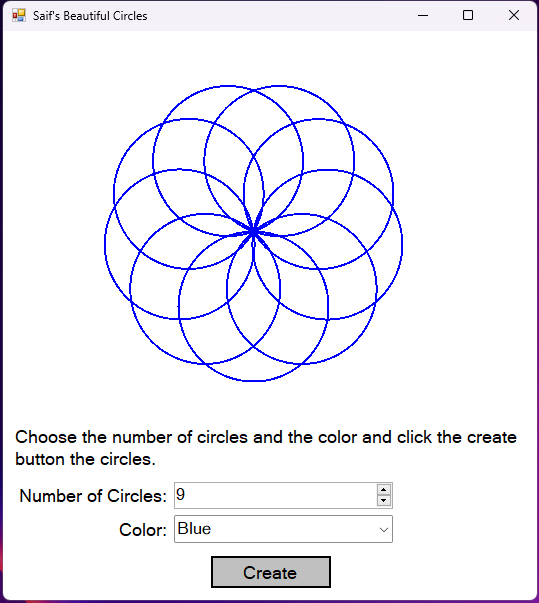 Saif's Beautiful Circles
Choose the number of circles and the color and click the create
button the circles.
Number of Circles: 9
Color: Blue
Create